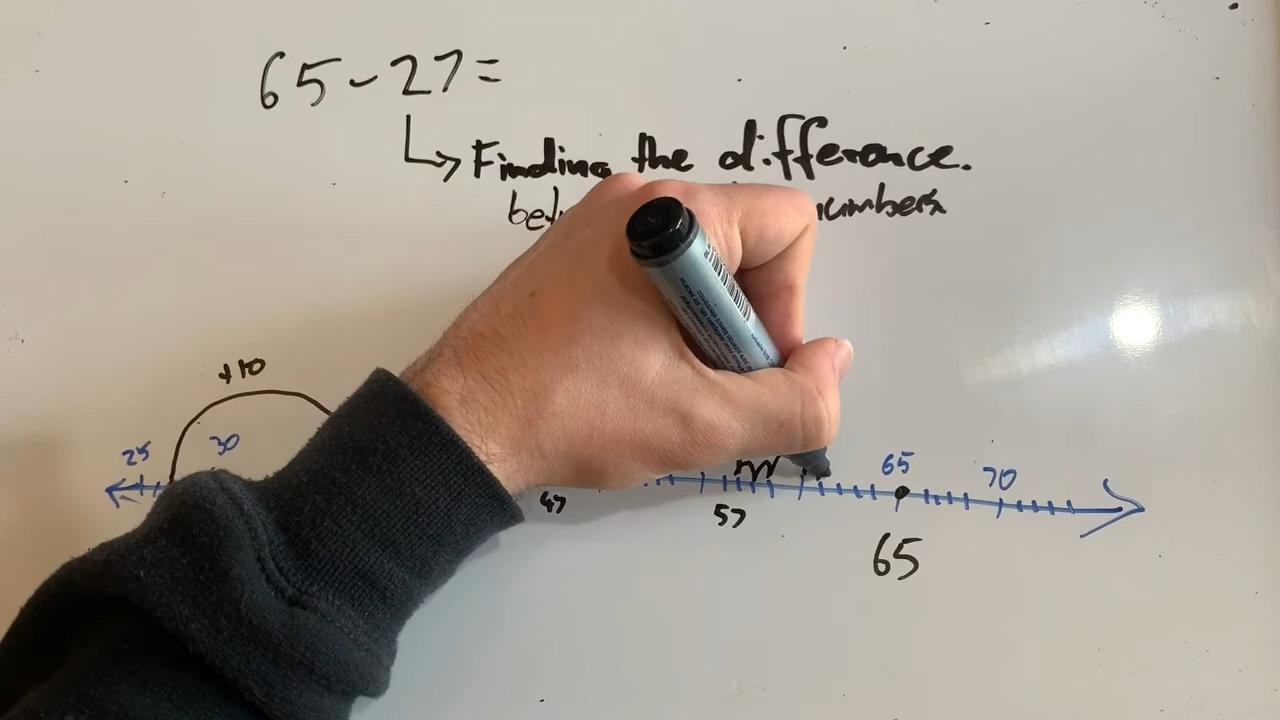 65-27=
Finding the difference.
numbers
+10
25 30 65 70
47 57
65